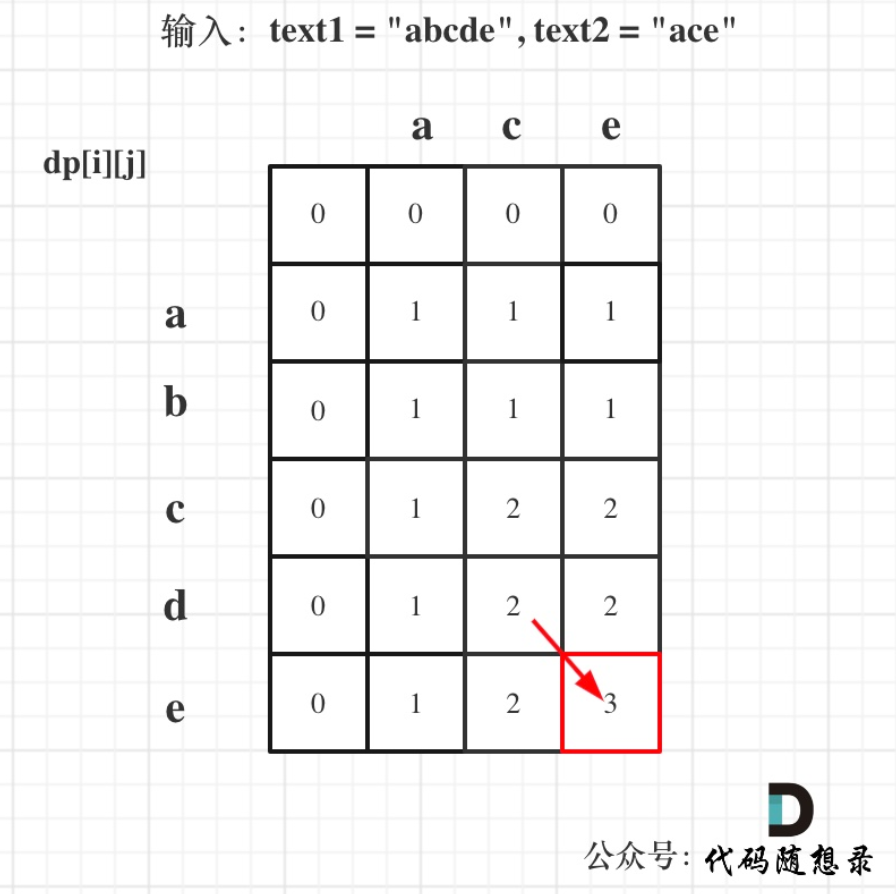 输入：text1 = "abcde", text2 = "ace"
a c e
dp[i][j]
0 0 0 0
a 0 1 1 1
b 0 1 1 1
c 0 1 2 2
d 0 1 2 2
e 0 1 2 3
D
公众号：代码随想录